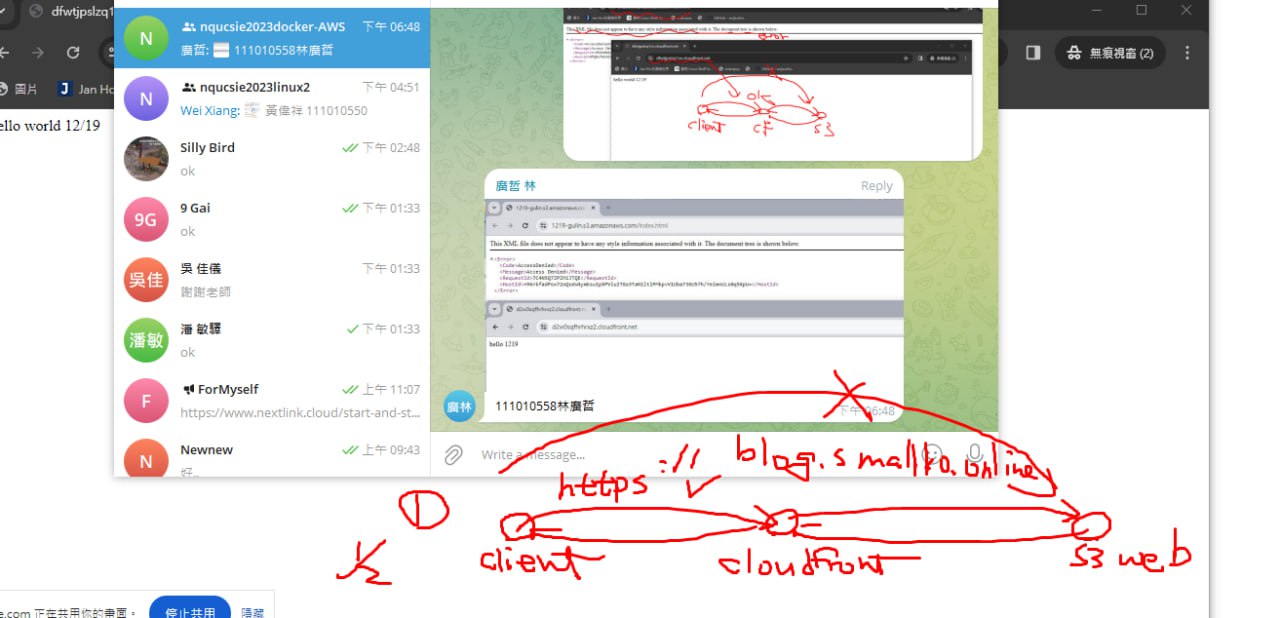 dfwtjpslzq1
無痕視窗 (2)
圖片
Jan Ho
ello world 12/19
N
nqucsie2023docker-AWS
下午 06:48
廣哲: 111010558林廣哲
N
nqucsie2023linux2
下午 04:51
Wei Xiang: 黃偉祥 111010550
Silly Bird
下午 02:48
ok
9G
9 Gai
下午 01:33
ok
吳佳
吳 佳儀
下午 01:33
謝謝老師
潘敏
潘 敏驛
下午 01:33
ok
F
ForMyself
上午 11:07
https://www.nextlink.cloud/start-and-st...
N
Newnew
上午 09:43
好..
hello world 12/19
ok
client
CF
S3
廣哲 林
Reply
1219-gulin.s3.amazonaws.co
1219-gulin.s3.amazonaws.com/index.html
This XML file does not appear to have any style information associated with it. The document tree is shown below.
<Error>
<Code>AccessDenied</Code>
<Message>Access Denied</Message>
</Error>
hello 1219
廣林
111010558林廣哲
下午 06:48
Write a message...
https://
blog.smallko.online
①
1/2
client
cloudfront
S3 web
e.com 正在共用你的畫面。
停止共用
隱藏